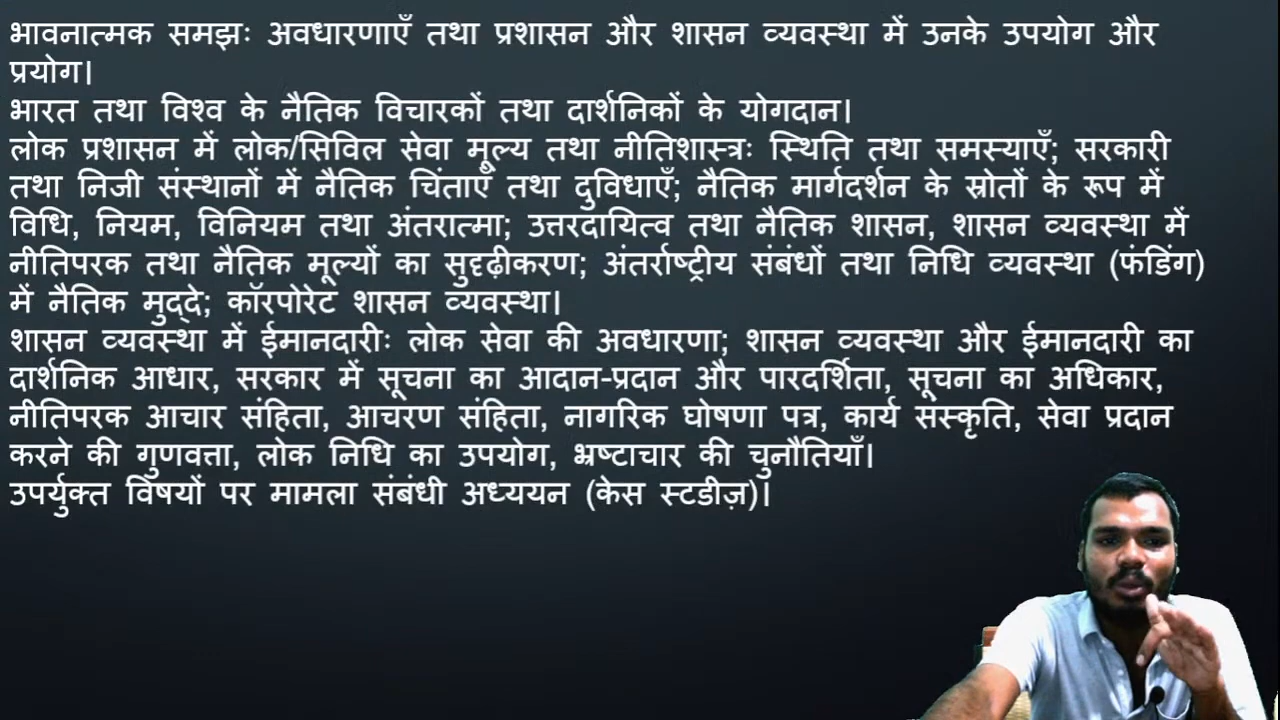 भावनात्मक समझः अवधारणाएँ तथा प्रशासन और शासन व्यवस्था में उनके उपयोग और
प्रयोग।
भारत तथा विश्व के नैतिक विचारकों तथा दार्शनिकों के योगदान।
लोक प्रशासन में लोक/सिविल सेवा मूल्य तथा नीतिशास्त्रः स्थिति तथा समस्याएँ; सरकारी
तथा निजी संस्थानों में नैतिक चिंताएँ तथा दुविधाएँ; नैतिक मार्गदर्शन के स्रोतों के रूप में
विधि, नियम, विनियम तथा अंतरात्मा; उत्तरदायित्व तथा नैतिक शासन, शासन व्यवस्था में
नीतिपरक तथा नैतिक मूल्यों का सुदृढ़ीकरण; अंतर्राष्ट्रीय संबंधों तथा निधि व्यवस्था (फंडिंग)
में नैतिक मुद्दे; कॉरपोरेट शासन व्यवस्था।
शासन व्यवस्था में ईमानदारीः लोक सेवा की अवधारणा; शासन व्यवस्था और ईमानदारी का
दार्शनिक आधार, सरकार में सूचना का आदान-प्रदान और पारदर्शिता, सूचना का अधिकार,
नीतिपरक आचार संहिता, आचरण संहिता, नागरिक घोषणा पत्र, कार्य संस्कृति, सेवा प्रदान
करने की गुणवत्ता, लोक निधि का उपयोग, भ्रष्टाचार की चुनौतियाँ।
उपर्युक्त विषयों पर मामला संबंधी अध्ययन (केस स्टडीज़)।